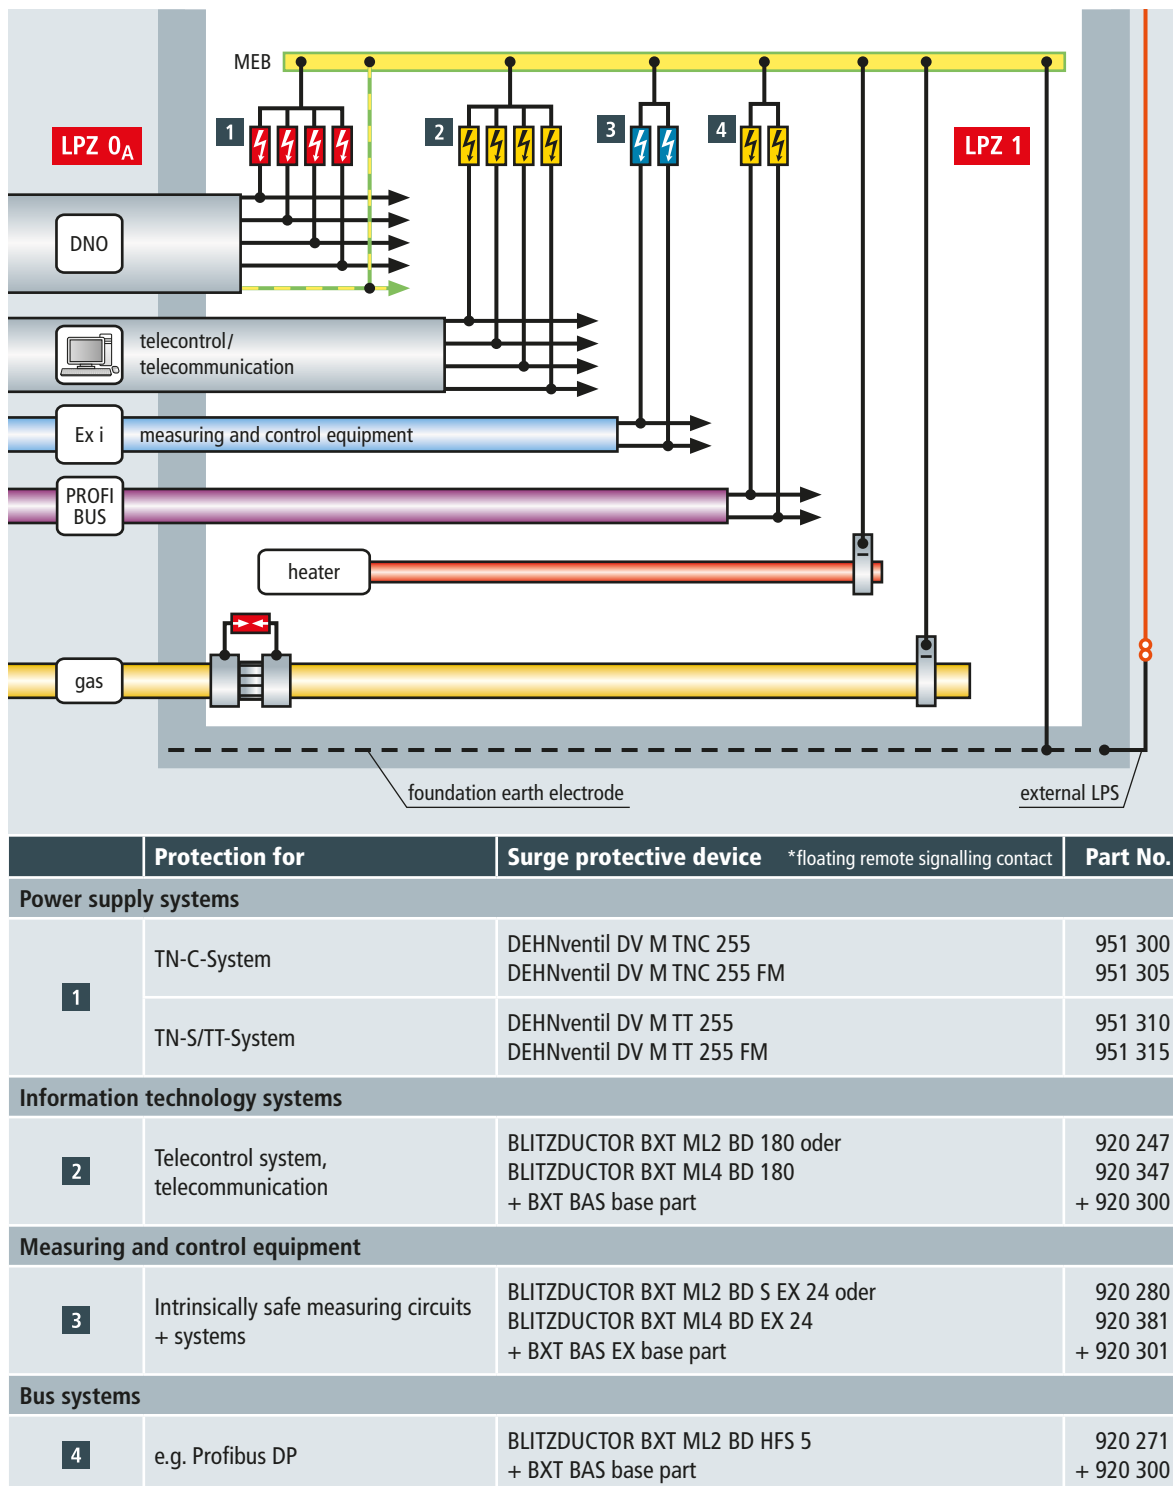 MEB
1
2
3
4
LPZ 0A
LPZ 1
DNO
telecontrol/
telecommunication
Ex i
measuring and control equipment
PROFI
BUS
heater
gas
foundation earth electrode
external LPS
Protection for
Surge protective device *floating remote signalling contact
Part No.
Power supply systems
1
TN-C-System
DEHNventil DV M TNC 255
951 300
DEHNventil DV M TNC 255 FM
951 305
TN-S/TT-System
DEHNventil DV M TT 255
951 310
DEHNventil DV M TT 255 FM
951 315
Information technology systems
2
Telecontrol system,
telecommunication
BLITZDUCTOR BXT ML2 BD 180 oder
920 247
BLITZDUCTOR BXT ML4 BD 180
920 347
+ BXT BAS base part
+ 920 300
Measuring and control equipment
3
Intrinsically safe measuring circuits
+ systems
BLITZDUCTOR BXT ML2 BD S EX 24 oder
920 280
BLITZDUCTOR BXT ML4 BD EX 24
920 381
+ BXT BAS EX base part
+ 920 301
Bus systems
4
e.g. Profibus DP
BLITZDUCTOR BXT ML2 BD HFS 5
920 271
+ BXT BAS base part
+ 920 300